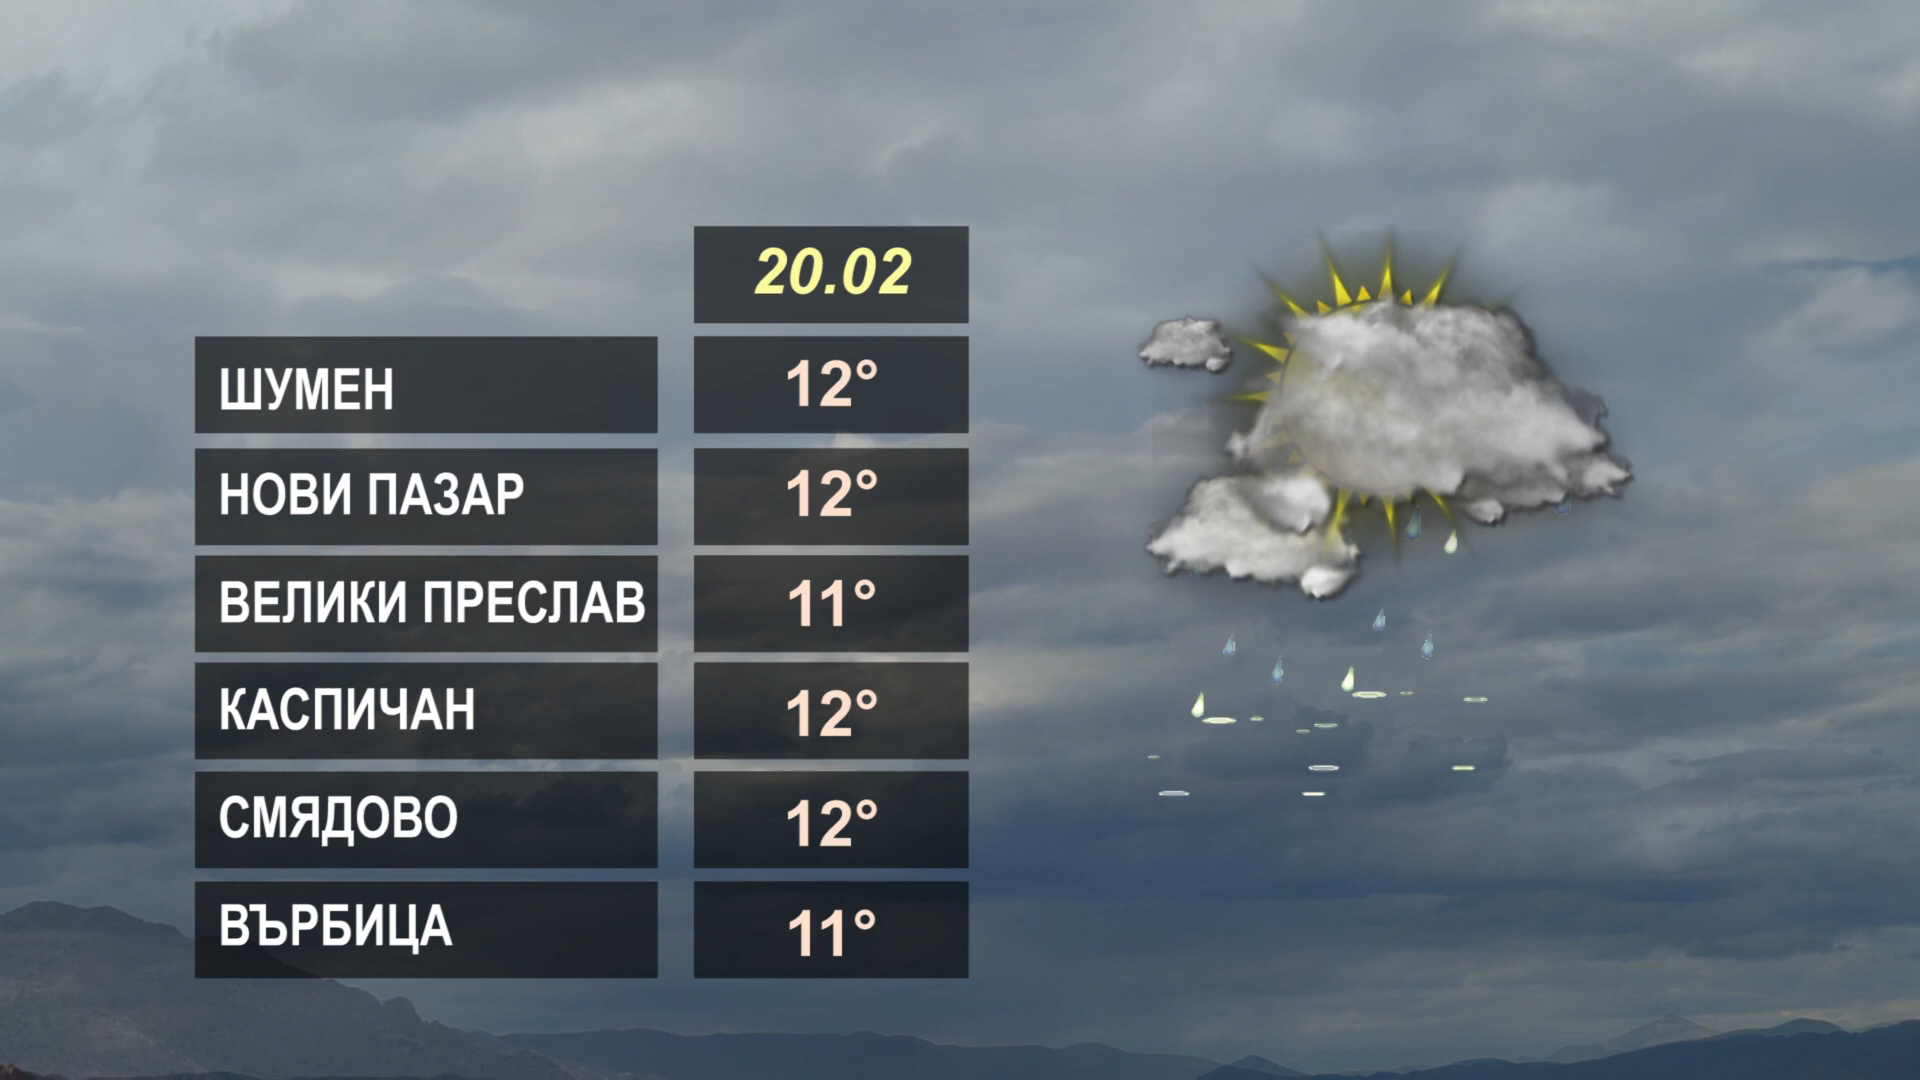 20.02
ШУМЕН 12°
НОВИ ПАЗАР 12°
ВЕЛИКИ ПРЕСЛАВ 11°
КАСПИЧАН 12°
СМЯДОВО 12°
ВЪРБИЦА 11°